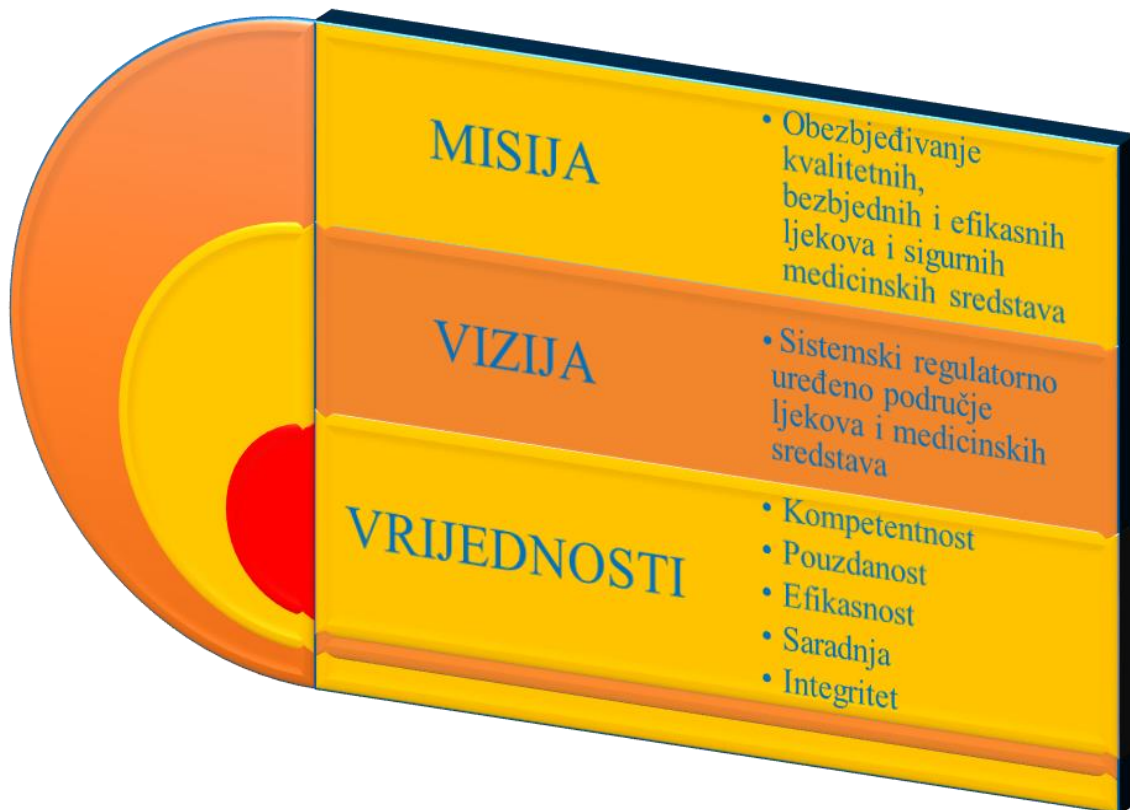 MISIJA
• Obezbjeđivanje
kvalitetnih,
bezbjednih i efikasnih
ljekova i sigurnih
medicinskih sredstava
VIZIJA
• Sistemski regulatorno
uređeno područje
ljekova i medicinskih
sredstava
VRIJEDNOSTI
• Kompetentnost
• Pouzdanost
• Efikasnost
• Saradnja
• Integritet